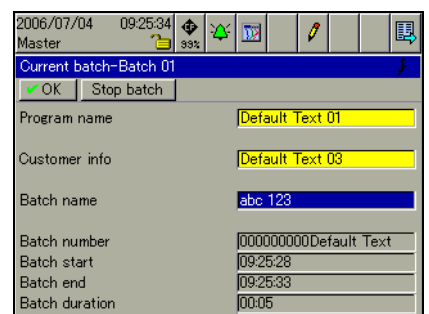 2006/07/04 09:25:34
Master 99%
Current batch-Batch 01
OK Stop batch
Program name Default Text 01
Customer info Default Text 03
Batch name abc 123
Batch number 000000000Default Text
Batch start 09:25:28
Batch end 09:25:33
Batch duration 00:05